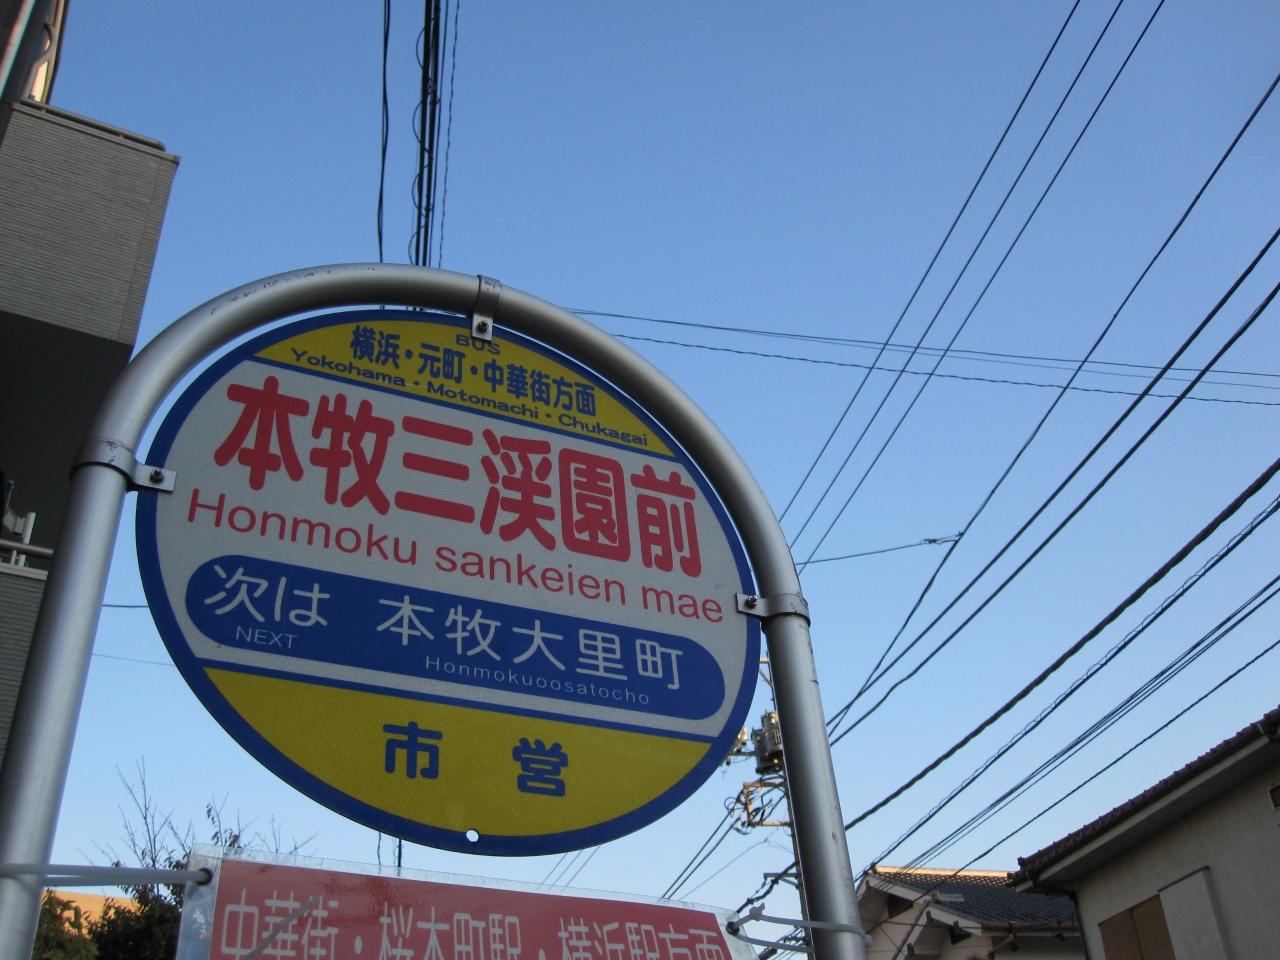 BUS
横浜・元町・中華街方面
Yokohama・Motomachi・Chukagai
本牧三渓園前
Honmoku sankeien mae
次は 本牧大里町
NEXT Honmokuoosatocho
市営
中華街・桜木町駅・横浜駅方面